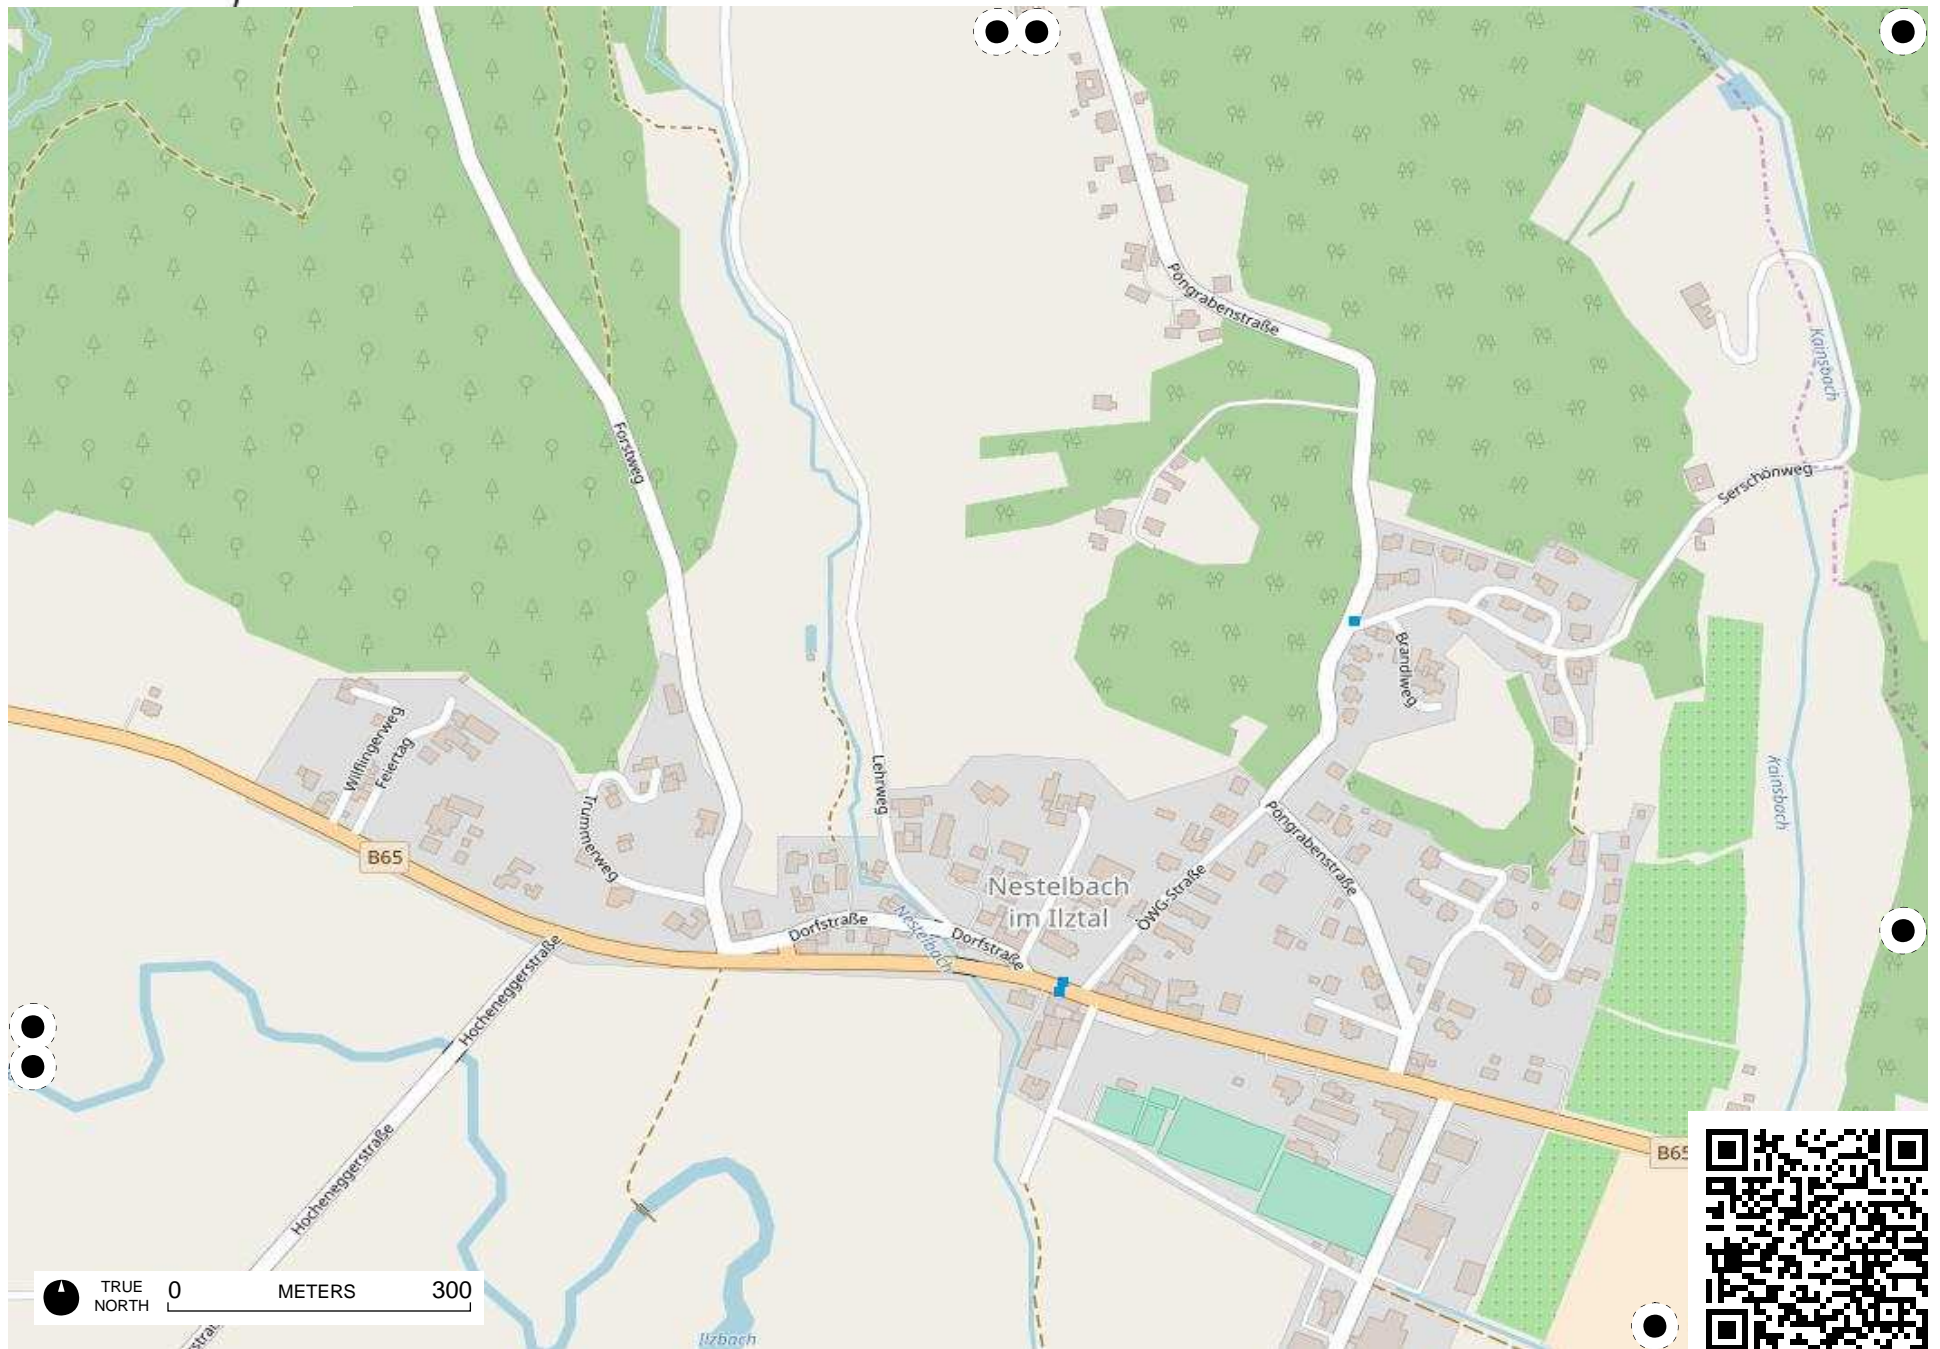 Pöngrabenstraße
Kainsbach
Forstweg
Serschönweg
Brandlweg
Wilflingerweg
Feiertag
Lehrweg
Kainsbach
Trummerweg
Pöngrabenstraße
B65
Nestelbach
im Ilztal
ÖWG-Straße
Dorfstraße
Nestelbach
Dorfstraße
Hocheneggerstraße
Hocheneggerstraße
B65
TRUE
NORTH
0 METERS 300
Ilzbach